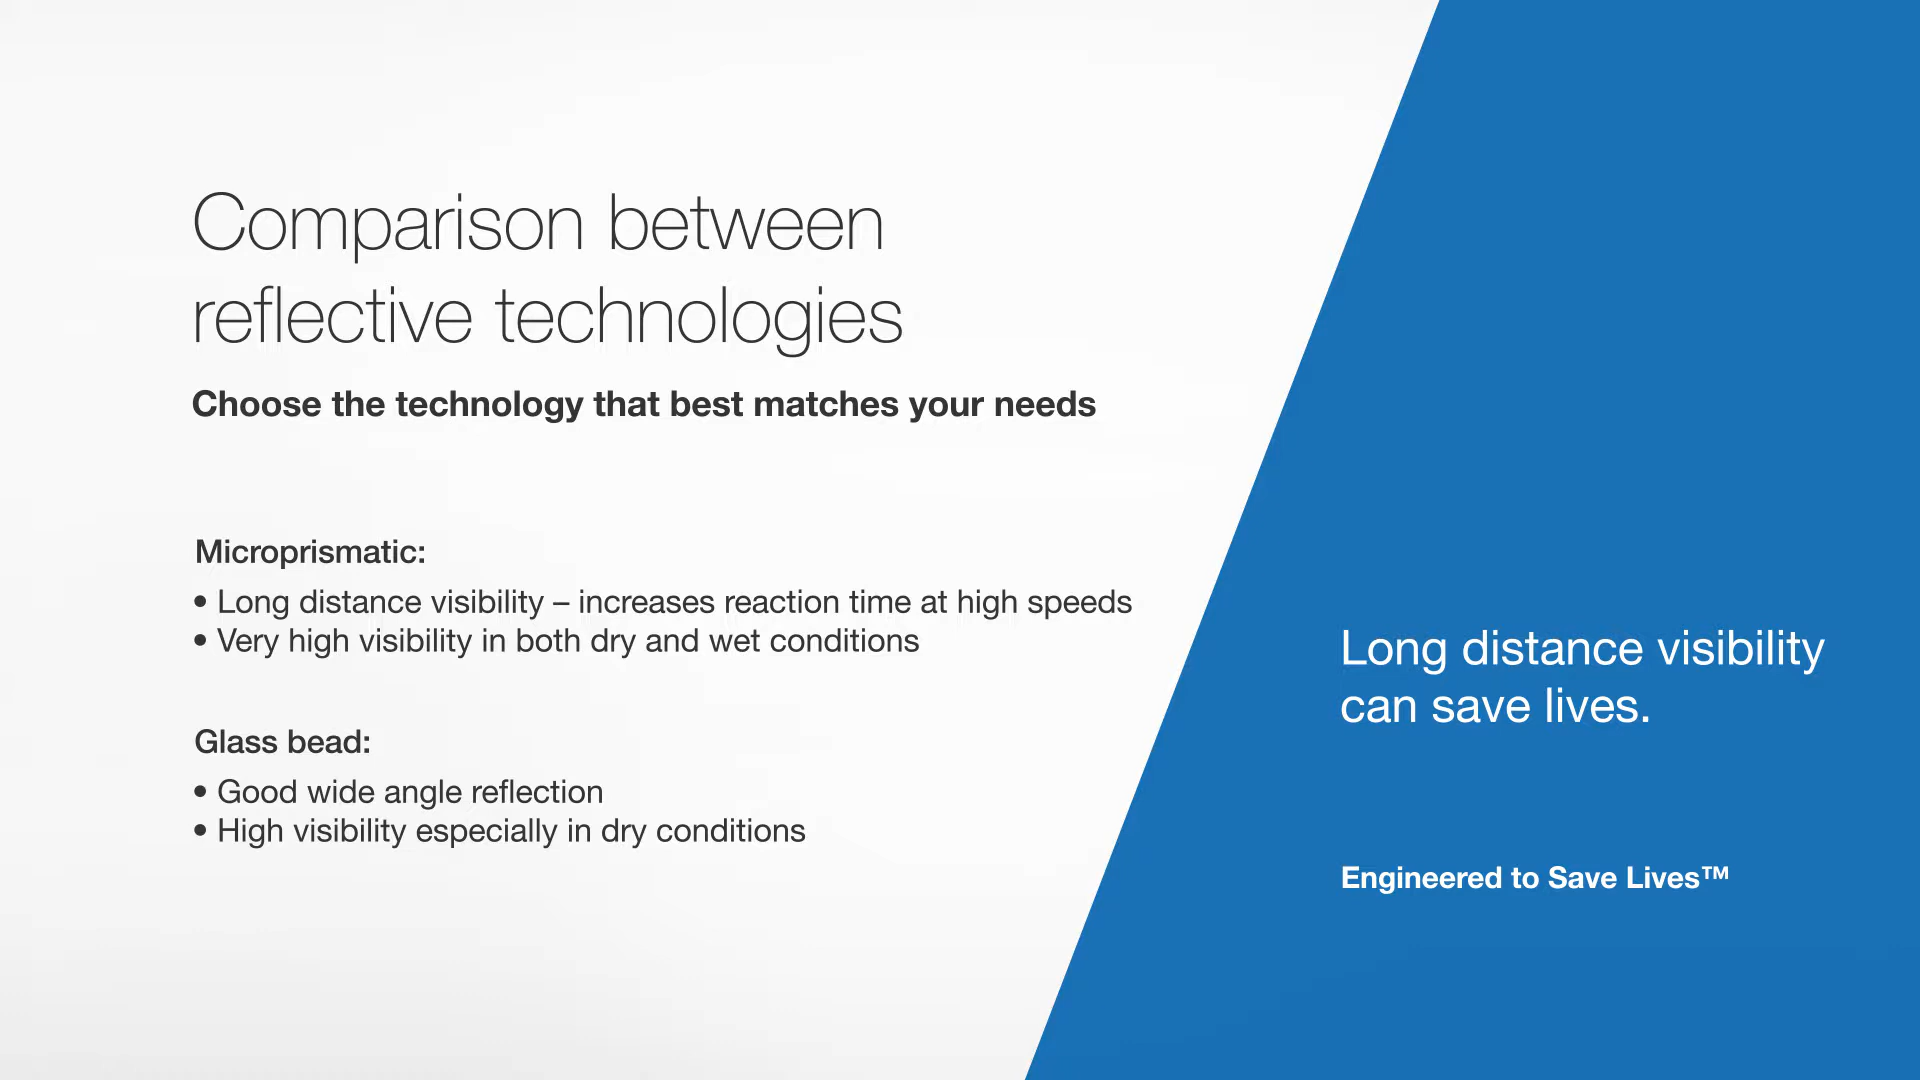 Comparison between
reflective technologies
Choose the technology that best matches your needs
Microprismatic:
• Long distance visibility – increases reaction time at high speeds
• Very high visibility in both dry and wet conditions
Glass bead:
• Good wide angle reflection
• High visibility especially in dry conditions
Long distance visibility
can save lives.
Engineered to Save Lives™